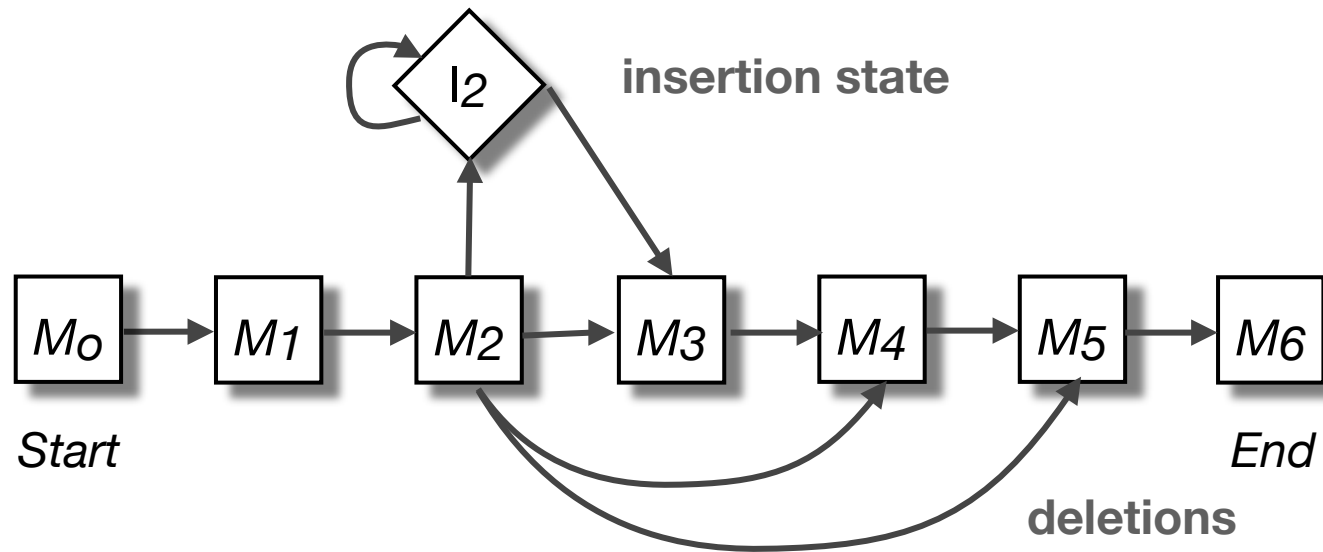 I2
insertion state
Mo M1 M2 M3 M4 M5 M6
Start End
deletions